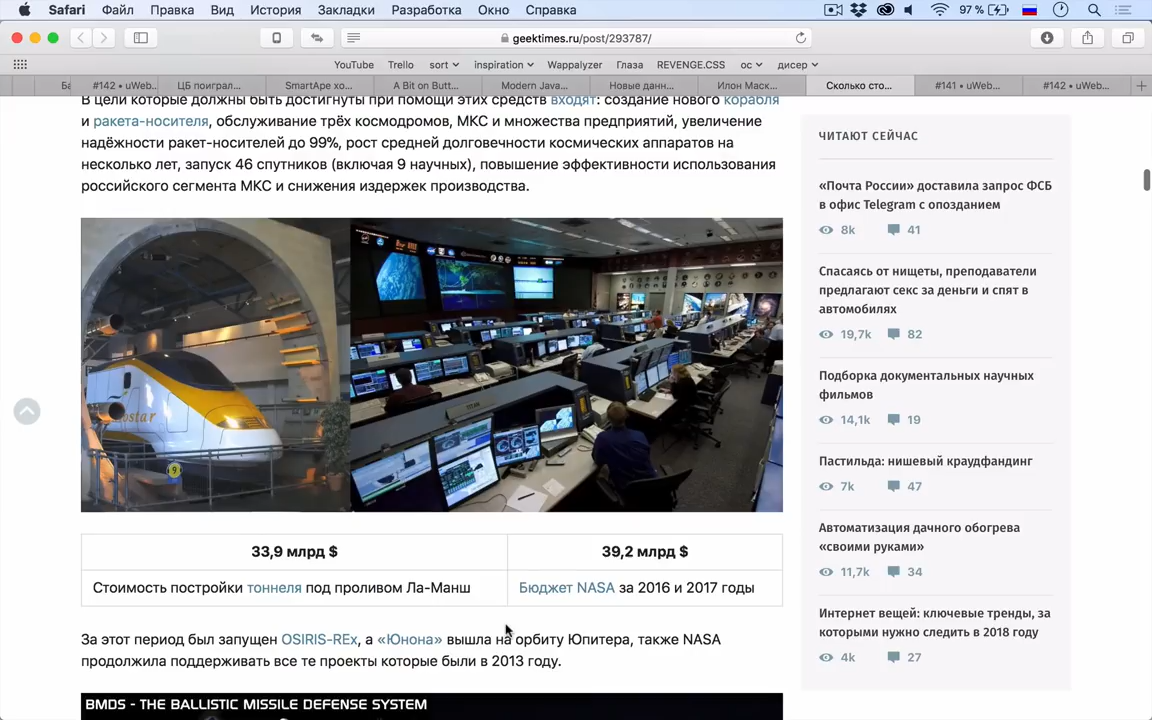 Safari Файл Правка Вид История Закладки Разработка Окно Справка 97 %
geektimes.ru/post/293787/
YouTube Trello sort inspiration Wappalyzer Глаза REVENGE.CSS ос дисер
Ба #142 • uWeb... ЦБ поиграл... SmartApe хо... A Bit on Butt... Modern Java... Новые данн... Илон Маск... Сколько сто... #141 • uWeb... #142 • uWeb...
В цели которые должны быть достигнуты при помощи этих средств входят: создание нового корабля
и ракета-носителя, обслуживание трёх космодромов, МКС и множества предприятий, увеличение
надёжности ракет-носителей до 99%, рост средней долговечности космических аппаратов на
несколько лет, запуск 46 спутников (включая 9 научных), повышение эффективности использования
российского сегмента МКС и снижения издержек производства.
9
33,9 млрд $ 39,2 млрд $
Стоимость постройки тоннеля под проливом Ла-Манш Бюджет NASA за 2016 и 2017 годы
За этот период был запущен OSIRIS-REx, а «Юнона» вышла на орбиту Юпитера, также NASA
продолжила поддерживать все те проекты которые были в 2013 году.
BMDS - THE BALLISTIC MISSILE DEFENSE SYSTEM
ЧИТАЮТ СЕЙЧАС
«Почта России» доставила запрос ФСБ
в офис Telegram с опозданием
8k 41
Спасаясь от нищеты, преподаватели
предлагают секс за деньги и спят в
автомобилях
19,7k 82
Подборка документальных научных
фильмов
14,1k 19
Пастильда: нишевый краудфандинг
7k 47
Автоматизация дачного обогрева
«своими руками»
11,7k 34
Интернет вещей: ключевые тренды, за
которыми нужно следить в 2018 году
4k 27